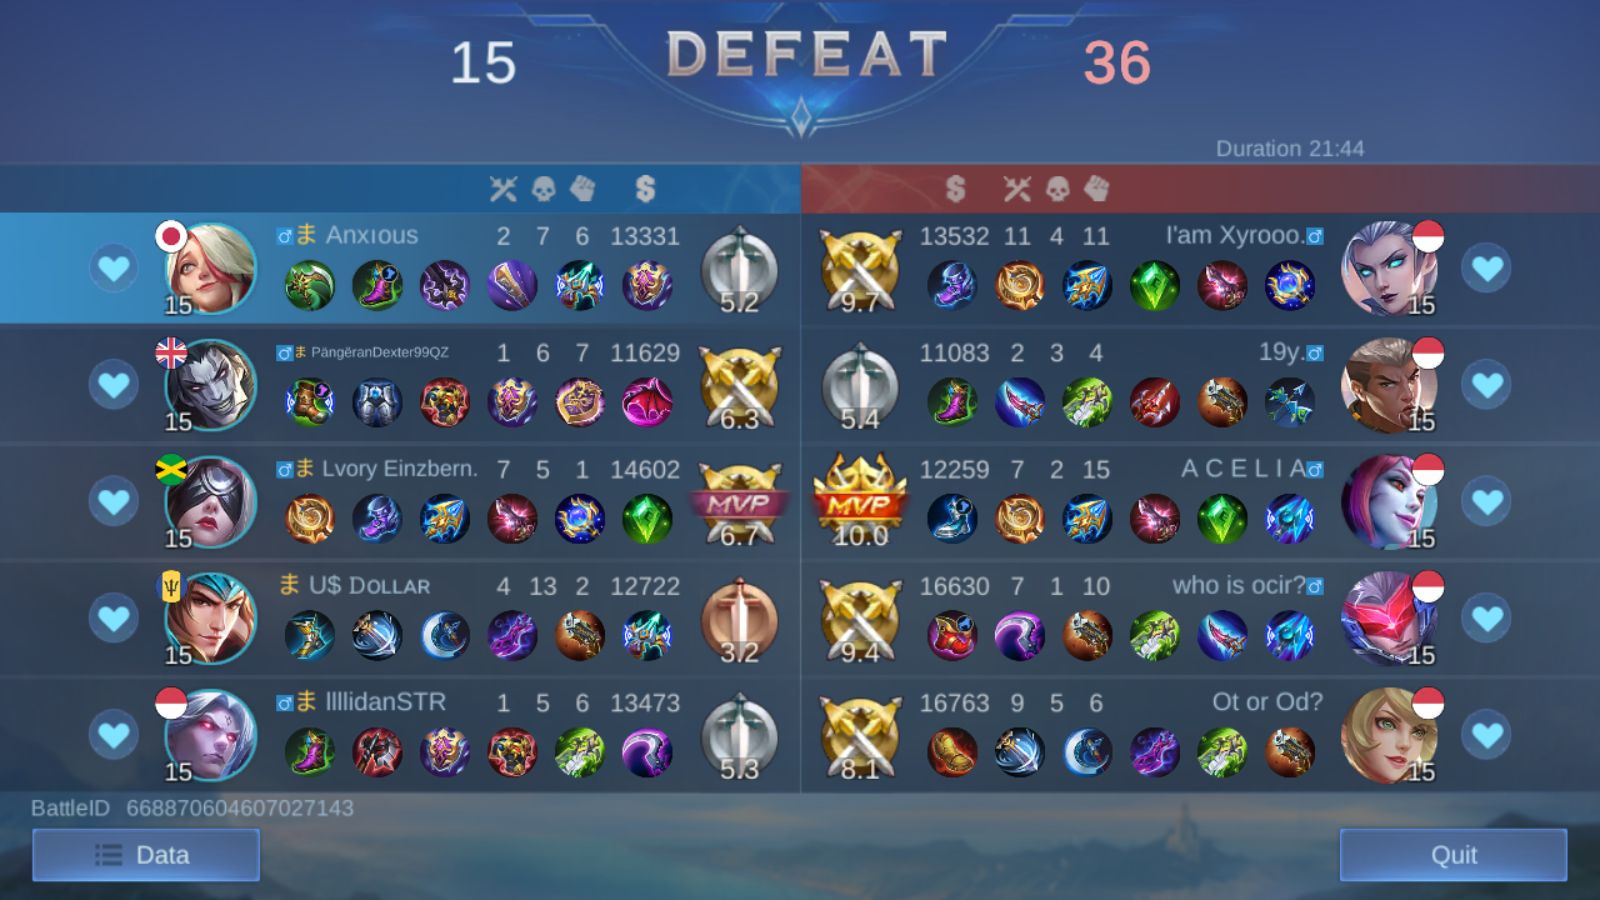 15 DEFEAT 36
Duration 21:44
ま Anxıous 2 7 6 13331
15 5.2
9.7 13532 11 4 11 I'am Xyrooo.
15
ま PängëranDexter99QZ 1 6 7 11629
15 6.3
5.4 11083 2 3 4 19y.
15
ま Lvory Einzbern. 7 5 1 14602
15 MVP 6.7
MVP 10.0 12259 7 2 15 A C E L I A
15
ま U$ Dᴏʟʟᴀʀ 4 13 2 12722
15 3.2
9.4 16630 7 1 10 who is ocir?
15
ま IlllidanSTR 1 5 6 13473
15 5.3
8.1 16763 9 5 6 Ot or Od?
15
BattleID 668870604607027143
Data
Quit